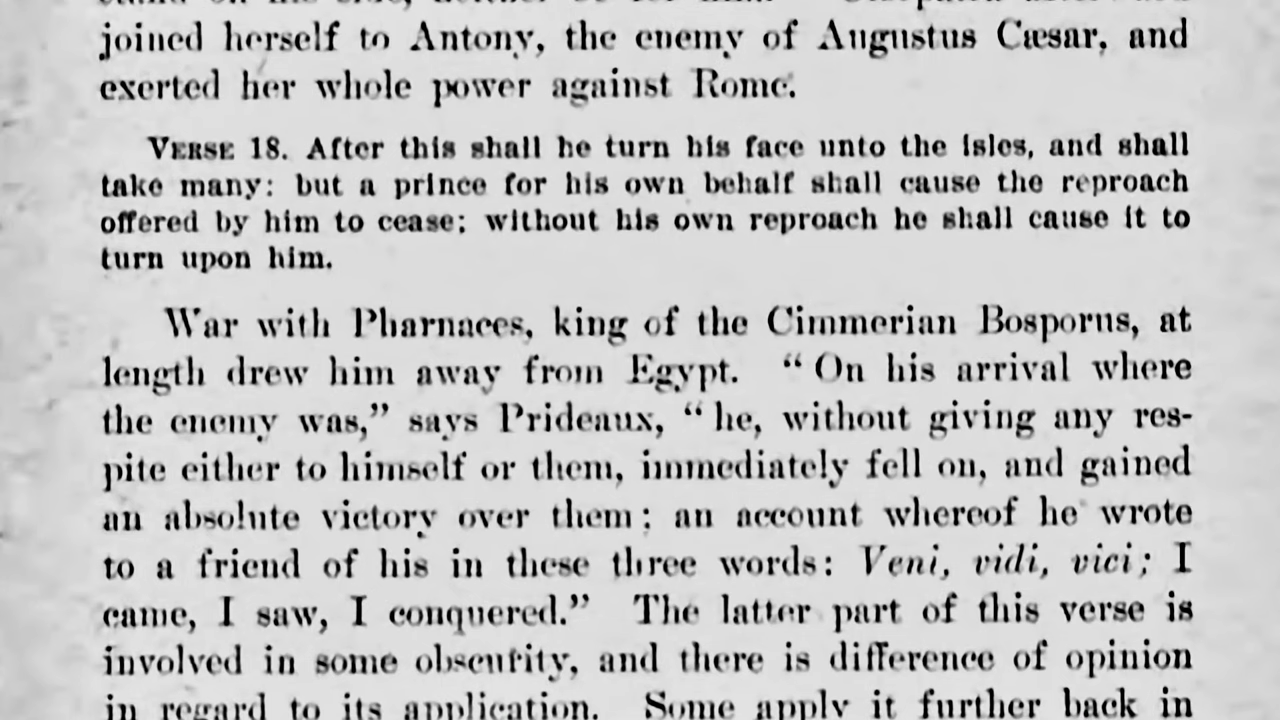 joined herself to Antony, the enemy of Augustus Cæsar, and
exerted her whole power against Rome.
VERSE 18. After this shall he turn his face unto the isles, and shall
take many: but a prince for his own behalf shall cause the reproach
offered by him to cease; without his own reproach he shall cause it to
turn upon him.
War with Pharnaces, king of the Cimmerian Bosporus, at
length drew him away from Egypt. “On his arrival where
the enemy was,” says Prideaux, “he, without giving any res-
pite either to himself or them, immediately fell on, and gained
an absolute victory over them; an account whereof he wrote
to a friend of his in these three words: Veni, vidi, vici; I
came, I saw, I conquered.” The latter part of this verse is
involved in some obscurity, and there is difference of opinion
in regard to its application. Some apply it further back in